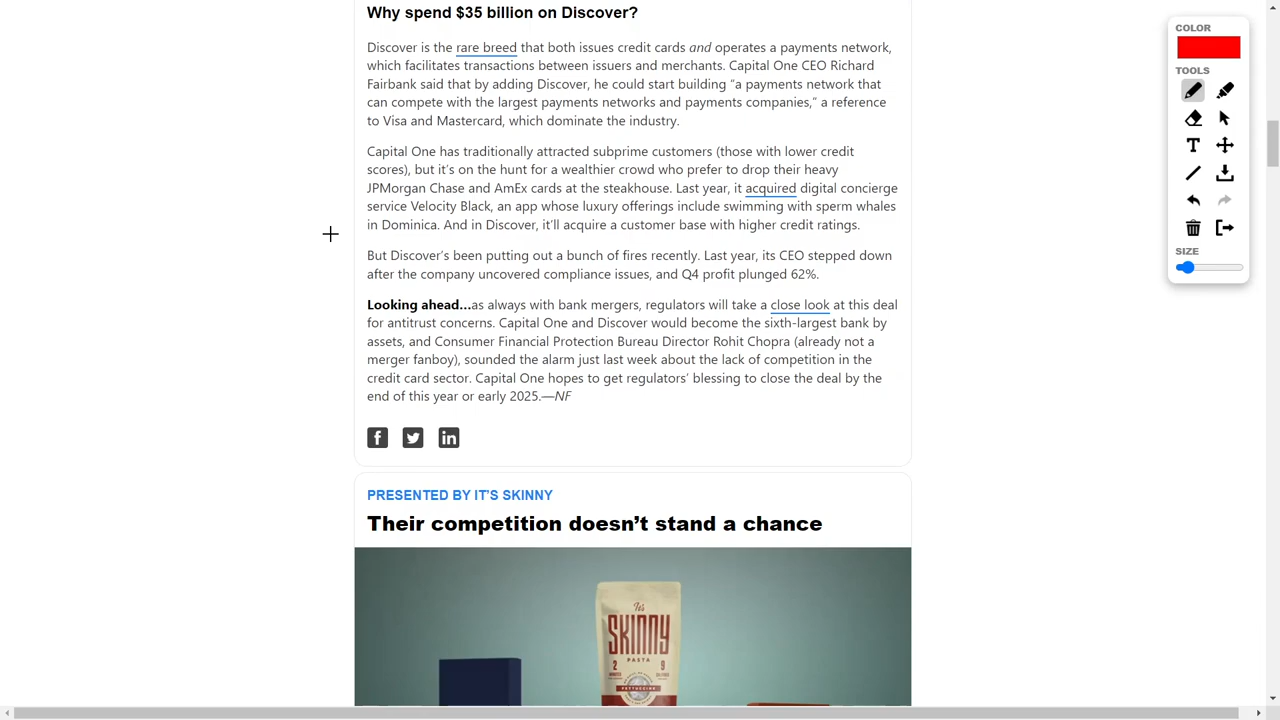 Why spend $35 billion on Discover?
Discover is the rare breed that both issues credit cards and operates a payments network,
which facilitates transactions between issuers and merchants. Capital One CEO Richard
Fairbank said that by adding Discover, he could start building “a payments network that
can compete with the largest payments networks and payments companies,” a reference
to Visa and Mastercard, which dominate the industry.
Capital One has traditionally attracted subprime customers (those with lower credit
scores), but it’s on the hunt for a wealthier crowd who prefer to drop their heavy
JPMorgan Chase and AmEx cards at the steakhouse. Last year, it acquired digital concierge
service Velocity Black, an app whose luxury offerings include swimming with sperm whales
in Dominica. And in Discover, it’ll acquire a customer base with higher credit ratings.
But Discover’s been putting out a bunch of fires recently. Last year, its CEO stepped down
after the company uncovered compliance issues, and Q4 profit plunged 62%.
Looking ahead…as always with bank mergers, regulators will take a close look at this deal
for antitrust concerns. Capital One and Discover would become the sixth-largest bank by
assets, and Consumer Financial Protection Bureau Director Rohit Chopra (already not a
merger fanboy), sounded the alarm just last week about the lack of competition in the
credit card sector. Capital One hopes to get regulators’ blessing to close the deal by the
end of this year or early 2025.—NF
PRESENTED BY IT’S SKINNY
Their competition doesn’t stand a chance
It's
SKINNY
PASTA
2 9
FETTUCCINE
COLOR
TOOLS
SIZE